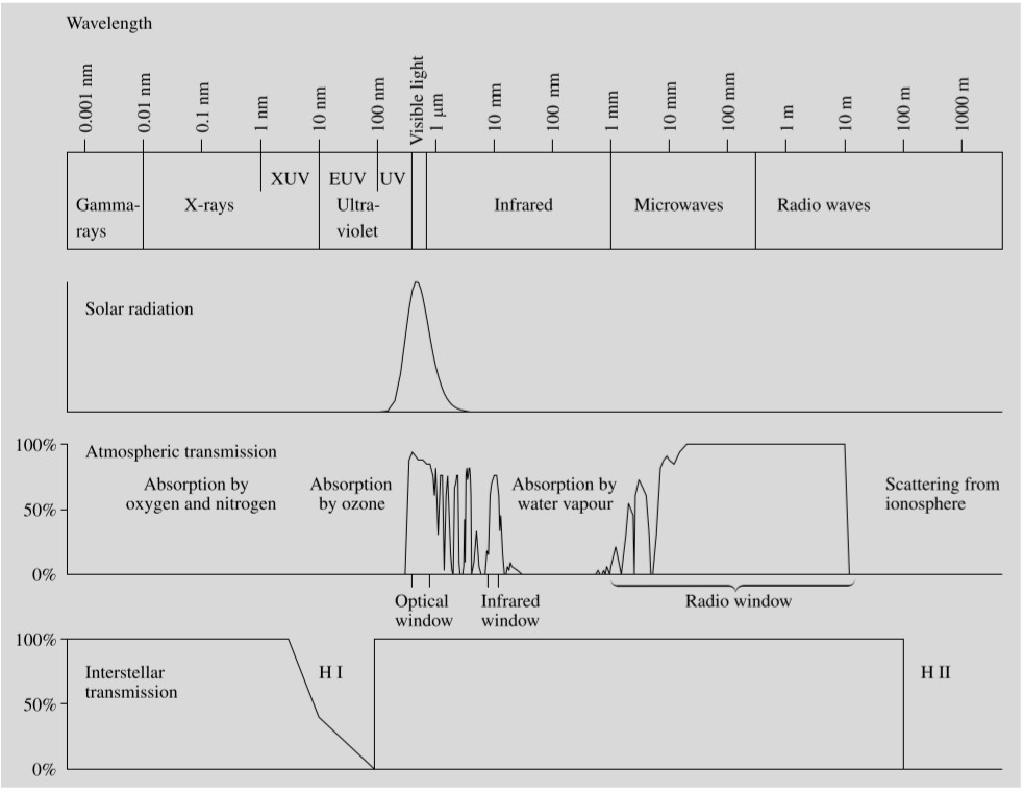 Wavelength
0.001 nm
0.01 nm
0.1 nm
1 nm
10 nm
100 nm
Visible light
1 μm
10 mm
100 mm
1 mm
10 mm
100 mm
1 m
10 m
100 m
1000 m
XUV
EUV
UV
Gamma-
rays
X-rays
Ultra-
violet
Infrared
Microwaves
Radio waves
Solar radiation
100%
50%
0%
Atmospheric transmission
Absorption by
oxygen and nitrogen
Absorption
by ozone
Absorption by
water vapour
Scattering from
ionosphere
Optical
window
Infrared
window
Radio window
100%
50%
0%
Interstellar
transmission
H I
H II